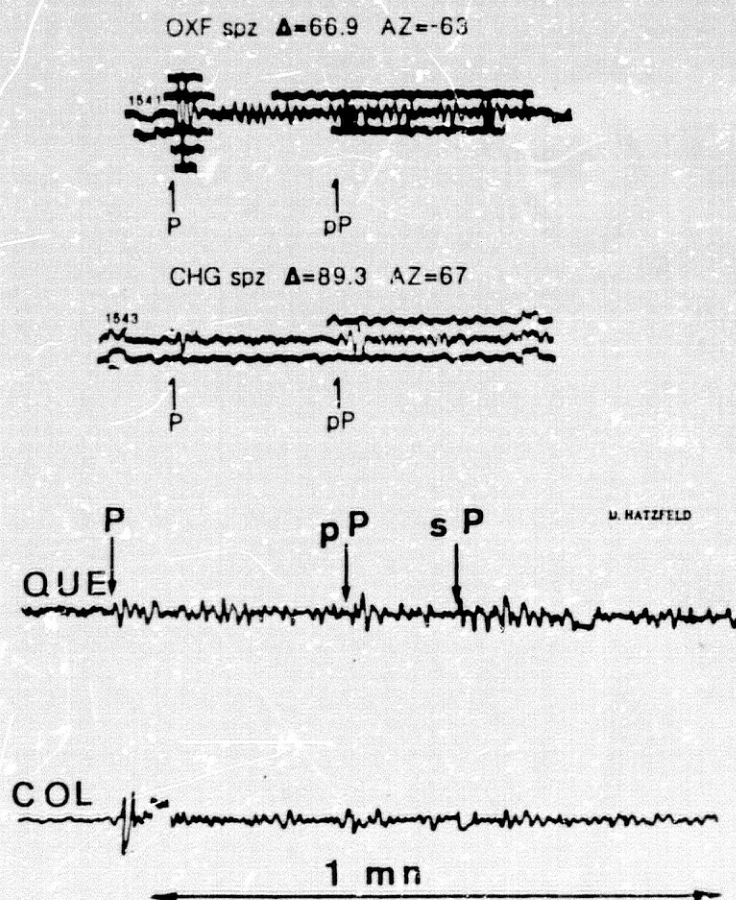 OXF spz Δ=66.9 AZ=-63
1541
P pP
CHG spz Δ=89.3 AZ=67
1543
P pP
P pP sP
D. HATZFELD
QUE
COL
1 mn